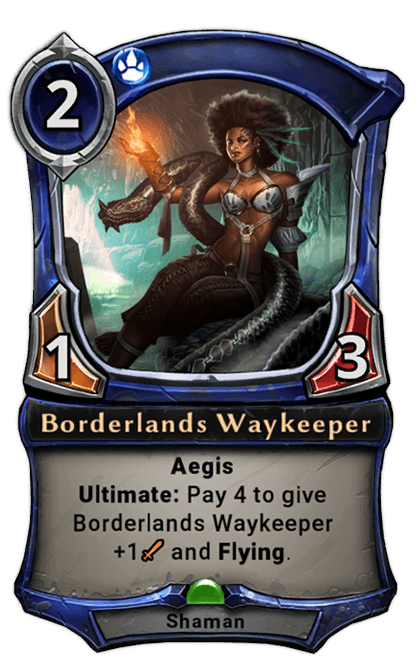 2
1
3
Borderlands Waykeeper
Aegis
Ultimate: Pay 4 to give
Borderlands Waykeeper
+1 and Flying.
Shaman